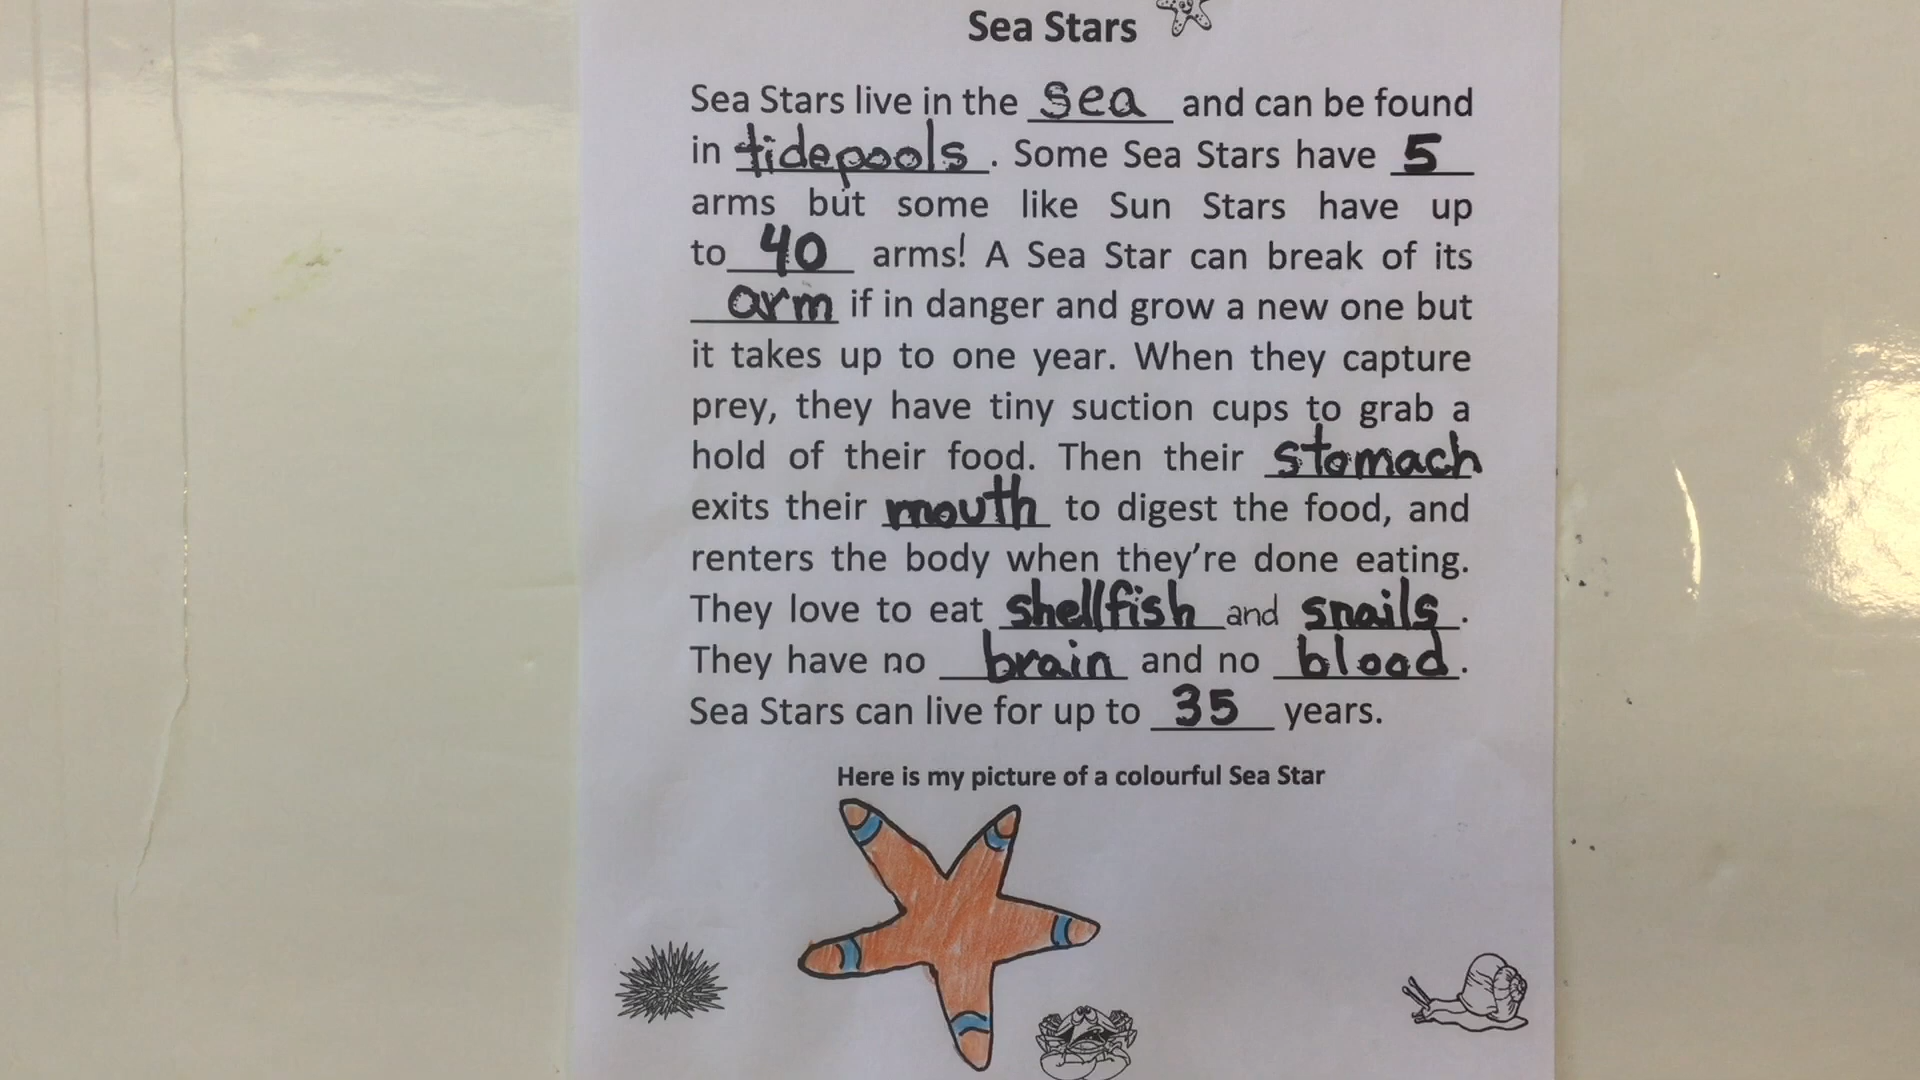 Sea Stars
Sea Stars live in the sea and can be found
in tidepools. Some Sea Stars have 5
arms but some like Sun Stars have up
to 40 arms! A Sea Star can break of its
arm if in danger and grow a new one but
it takes up to one year. When they capture
prey, they have tiny suction cups to grab a
hold of their food. Then their stomach
exits their mouth to digest the food, and
renters the body when they're done eating.
They love to eat shellfish and snails.
They have no brain and no blood.
Sea Stars can live for up to 35 years.
Here is my picture of a colourful Sea Star